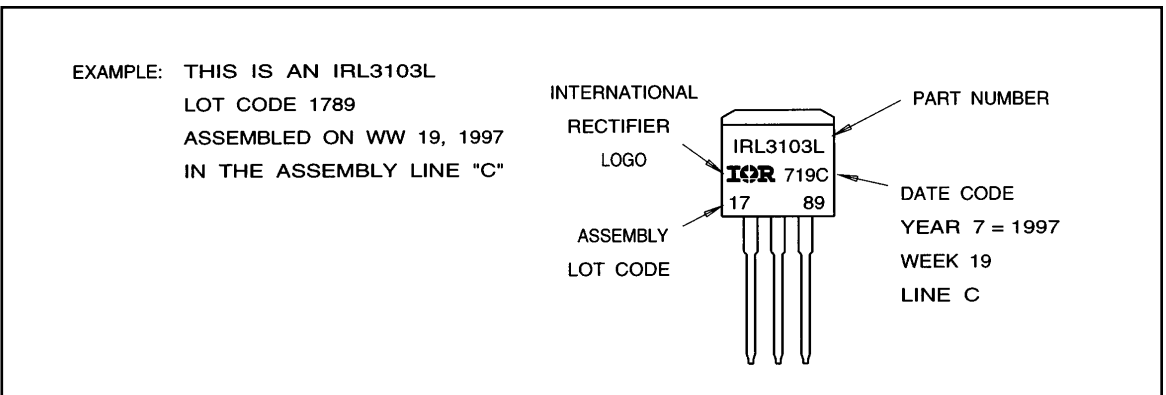 EXAMPLE: THIS IS AN IRL3103L
LOT CODE 1789
ASSEMBLED ON WW 19, 1997
IN THE ASSEMBLY LINE "C"
INTERNATIONAL
RECTIFIER
LOGO
ASSEMBLY
LOT CODE
IRL3103L
IOR 719C
17 89
PART NUMBER
DATE CODE
YEAR 7 = 1997
WEEK 19
LINE C